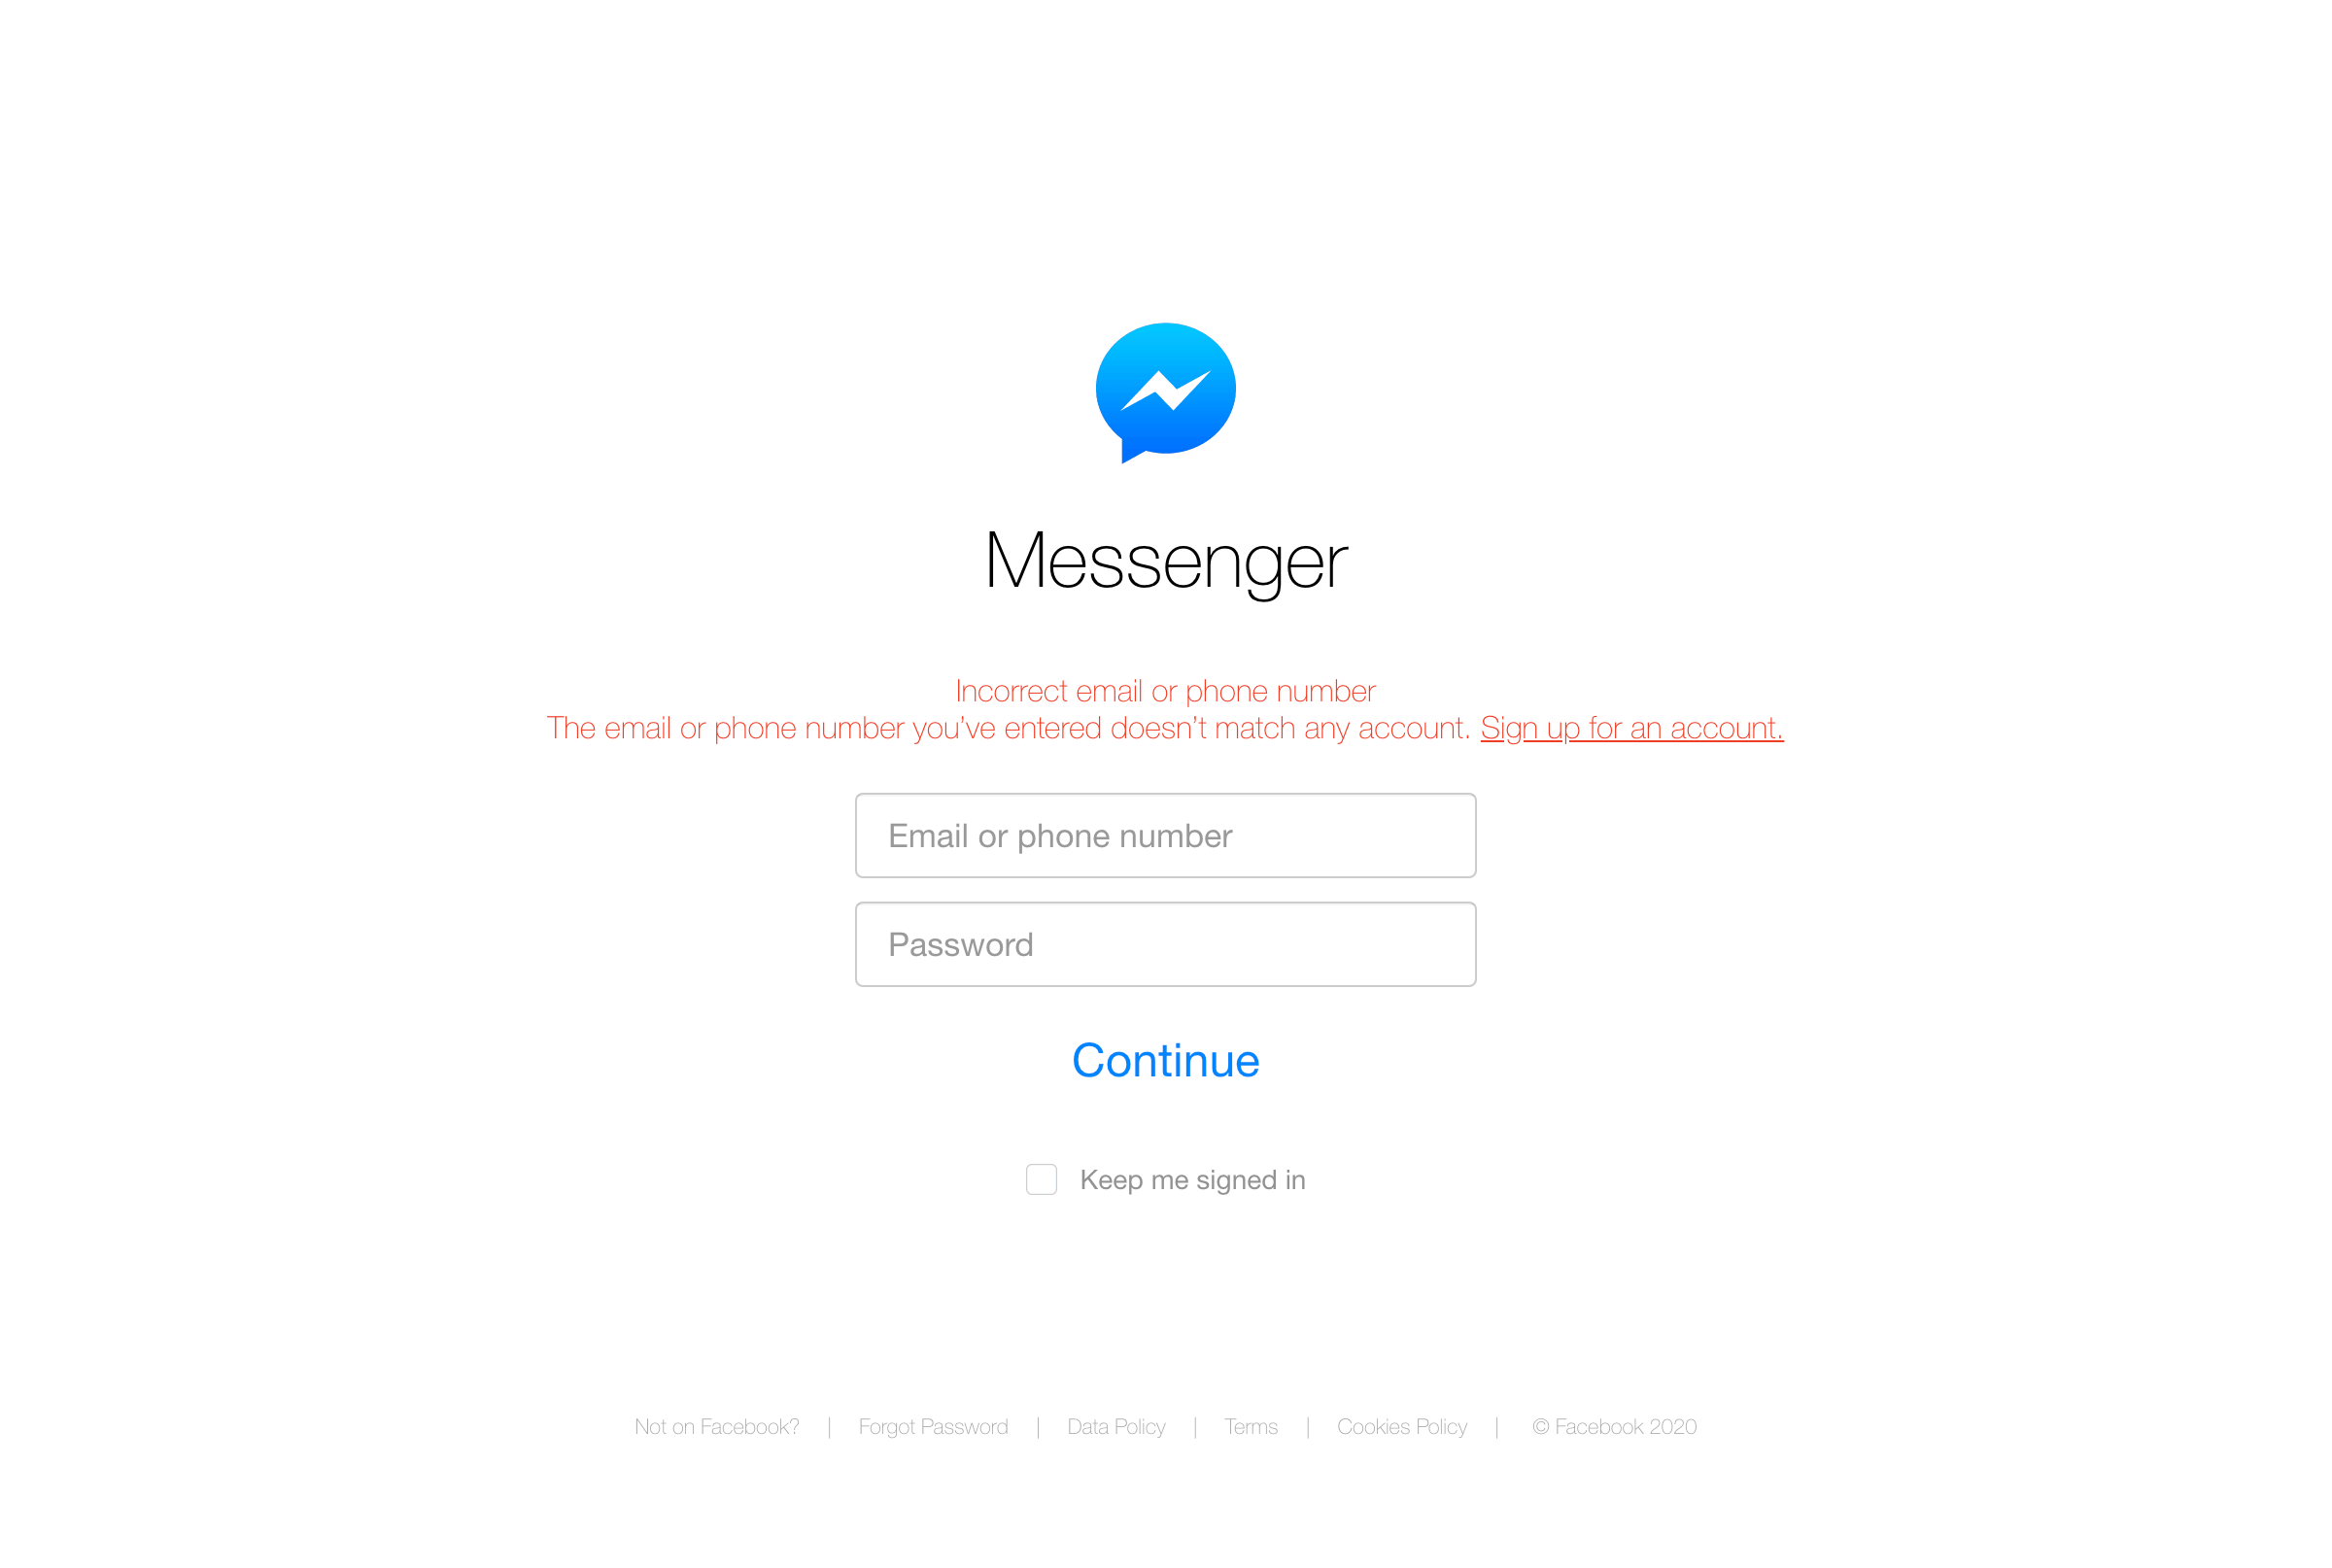 Messenger
Incorrect email or phone number
The email or phone number you’ve entered doesn’t match any account. Sign up for an account.
Email or phone number
Password
Continue
Keep me signed in
Not on Facebook? | Forgot Password | Data Policy | Terms | Cookies Policy | © Facebook 2020